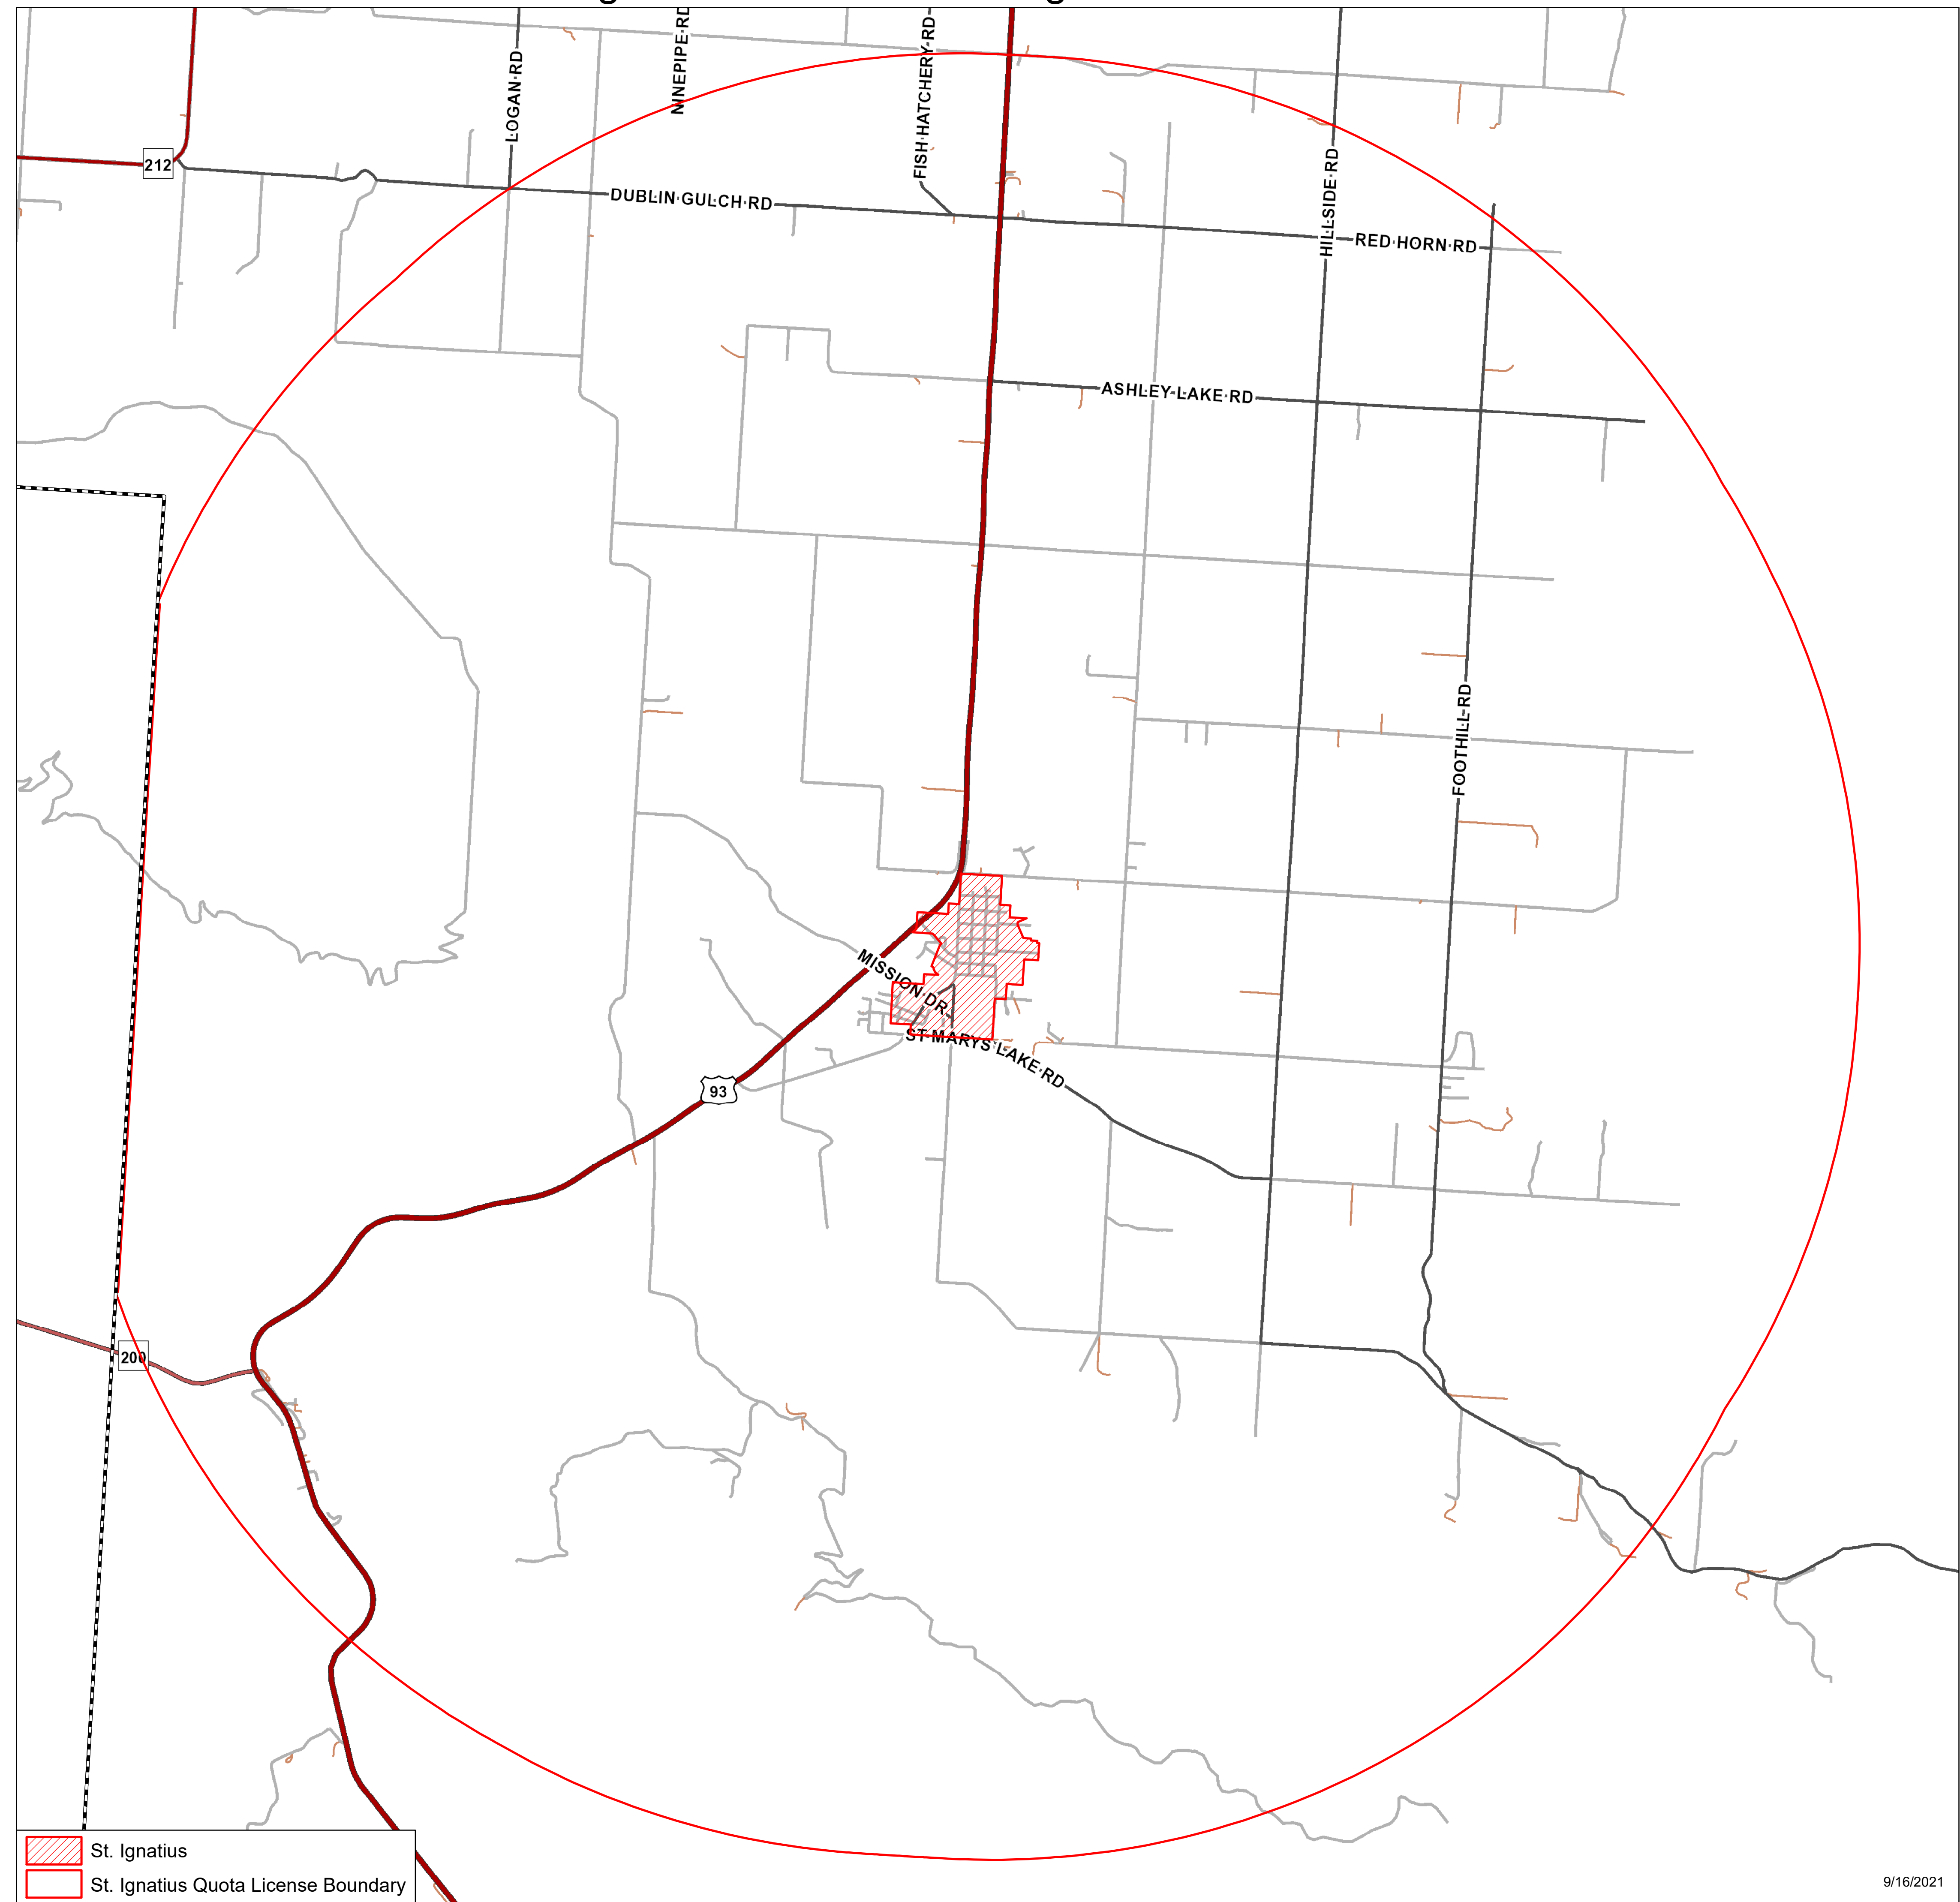 LOGAN RD
NINEPIPE RD
FISH HATCHERY RD
212
DUBLIN GULCH RD
HILLSIDE RD
RED HORN RD
ASHLEY LAKE RD
FOOTHILL RD
MISSION DR
ST MARYS LAKE RD
93
200
St. Ignatius
St. Ignatius Quota License Boundary
9/16/2021